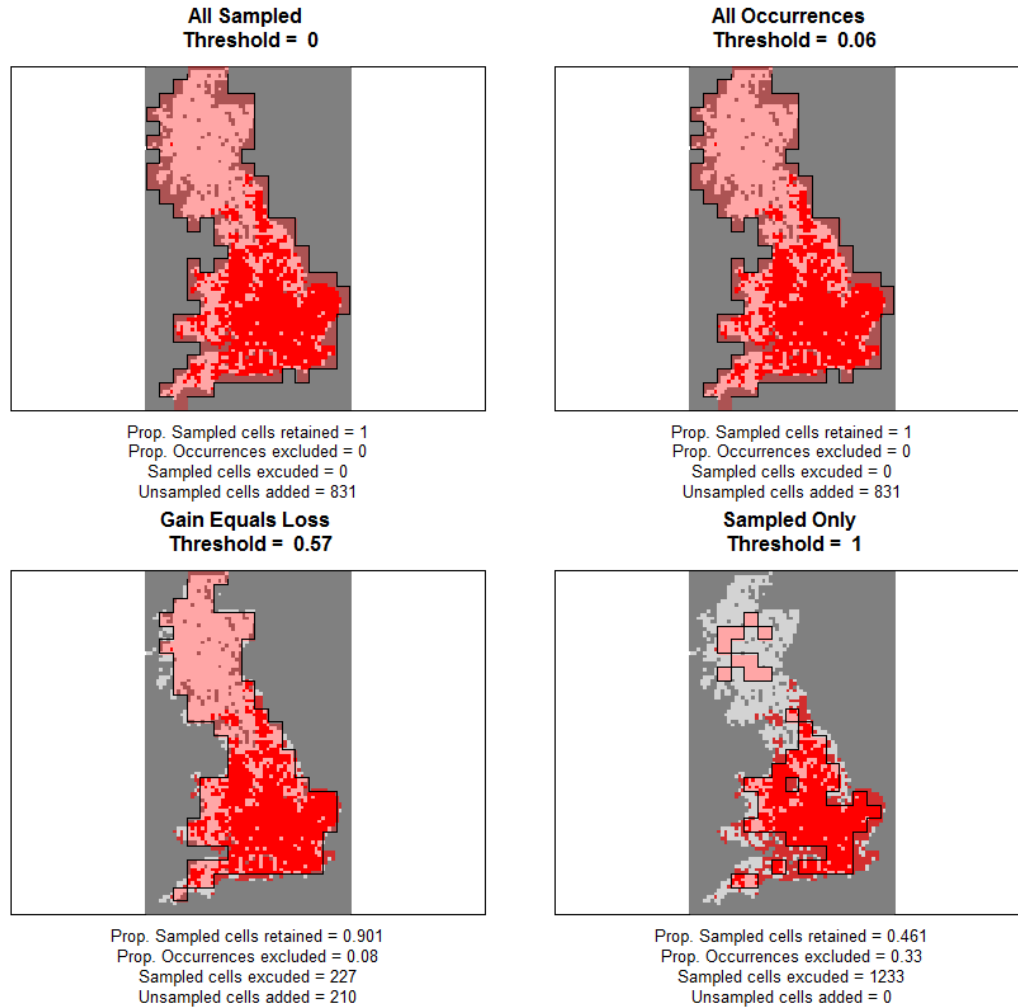 All Sampled
Threshold = 0
All Occurrences
Threshold = 0.06
Prop. Sampled cells retained = 1
Prop. Occurrences excluded = 0
Sampled cells excuded = 0
Unsampled cells added = 831
Prop. Sampled cells retained = 1
Prop. Occurrences excluded = 0
Sampled cells excuded = 0
Unsampled cells added = 831
Gain Equals Loss
Threshold = 0.57
Sampled Only
Threshold = 1
Prop. Sampled cells retained = 0.901
Prop. Occurrences excluded = 0.08
Sampled cells excuded = 227
Unsampled cells added = 210
Prop. Sampled cells retained = 0.461
Prop. Occurrences excluded = 0.33
Sampled cells excuded = 1233
Unsampled cells added = 0